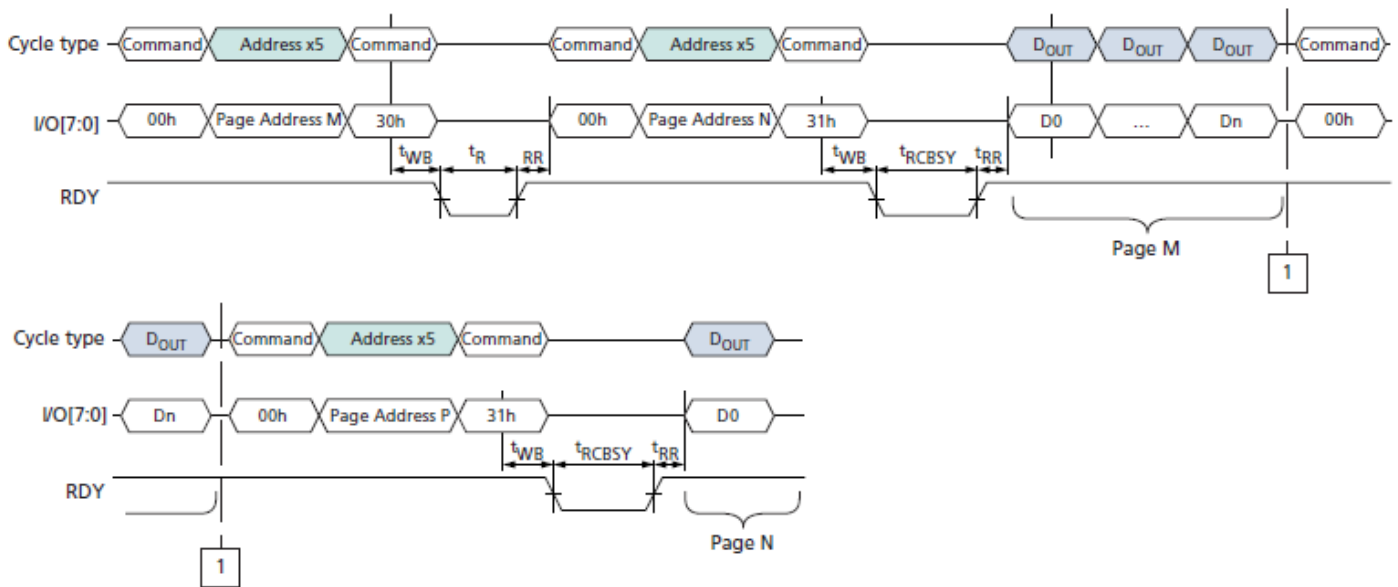 Cycle type Command Address x5 Command Command Address x5 Command DOUT DOUT DOUT Command
I/O[7:0] 00h Page Address M 30h 00h Page Address N 31h D0 ... Dn 00h
tWB tR RR tWB tRCBSY tRR
RDY
Page M
1
Cycle type DOUT Command Address x5 Command DOUT
I/O[7:0] Dn 00h Page Address P 31h D0
tWB tRCBSY tRR
RDY
Page N
1